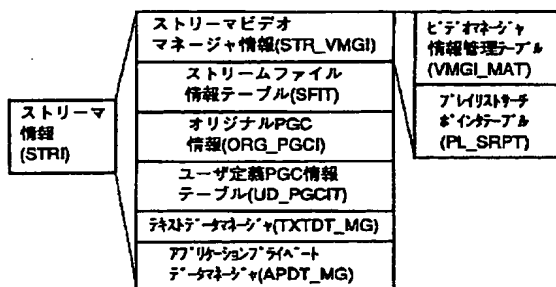 ストリーマ
情報
(STRI)
ストリーマビデオ
マネージャ情報(STR_VMGI)
ストリームファイル
情報テーブル(SFIT)
オリジナルPGC
情報(ORG_PGCI)
ユーザ定義PGC情報
テーブル(UD_PGCIT)
ﾃｷｽﾄﾃﾞｰﾀﾏﾈｰｼﾞｬ(TXTDT_MG)
ｱﾌﾟﾘｹｰｼｮﾝﾌﾟﾗｲﾍﾞｰﾄ
ﾃﾞｰﾀﾏﾈｰｼﾞｬ(APDT_MG)
ﾋﾞﾃﾞｵﾏﾈｰｼﾞｬ
情報管理ﾃｰﾌﾞﾙ
(VMGI_MAT)
ﾌﾟﾚｲﾘｽﾄｻｰﾁ
ﾎﾟｲﾝﾀﾃｰﾌﾞﾙ
(PL_SRPT)